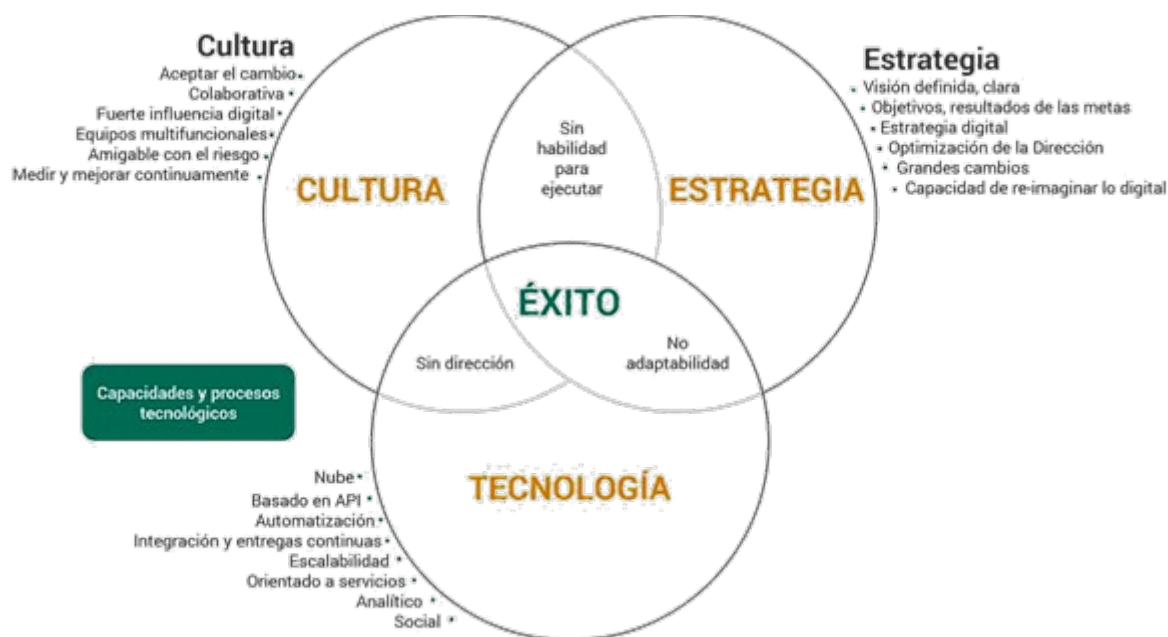 Cultura
Aceptar el cambio
Colaborativa
Fuerte influencia digital
Equipos multifuncionales
Amigable con el riesgo
Medir y mejorar continuamente
CULTURA
Sin
habilidad
para
ejecutar
Estrategia
Visión definida, clara
Objetivos, resultados de las metas
Estrategia digital
Optimización de la Dirección
Grandes cambios
Capacidad de re-imaginar lo digital
ESTRATEGIA
ÉXITO
Sin dirección
No
adaptabilidad
Capacidades y procesos
tecnológicos
TECNOLOGÍA
Nube
Basado en API
Automatización
Integración y entregas continuas
Escalabilidad
Orientado a servicios
Analítico
Social